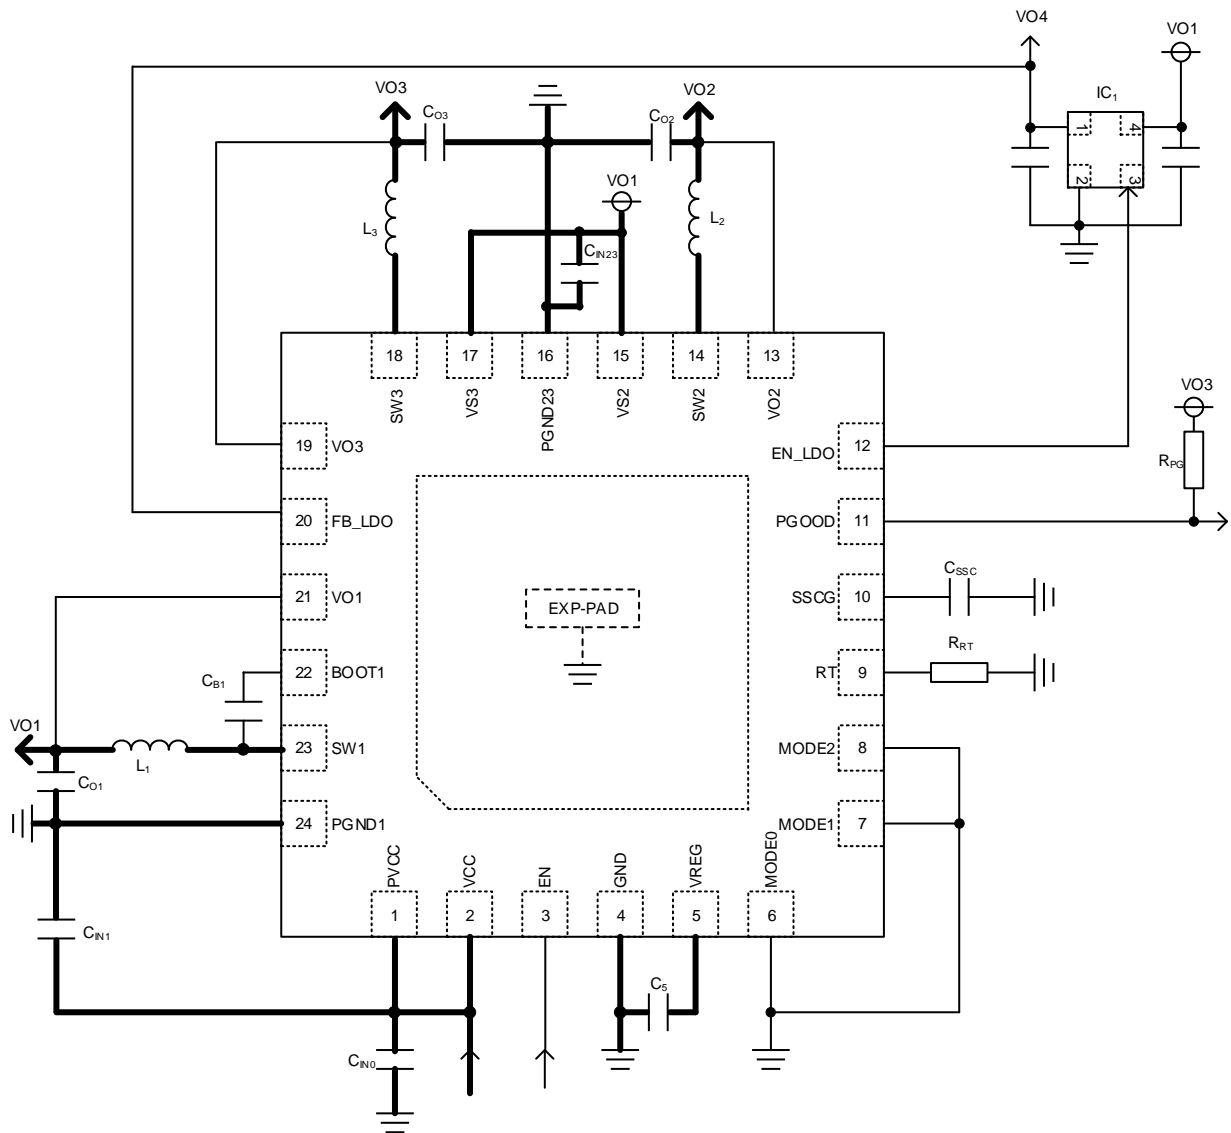 VO4
VO1
IC1
1
4
2
3
VO3
CO3
CO2
VO2
VO1
L3
CIN23
L2
18
17
16
15
14
13
SW3
VS3
PGND23
VS2
SW2
VO2
19
VO3
20
FB_LDO
21
VO1
22
BOOT1
23
SW1
24
PGND1
EN_LDO
12
PGOOD
11
SSCG
10
RT
9
MODE2
8
MODE1
7
VO3
RPG
CSSC
RRT
EXP-PAD
CB1
VO1
L1
CO1
CIN1
PVCC
VCC
EN
GND
VREG
MODE0
1
2
3
4
5
6
C5
CIN0